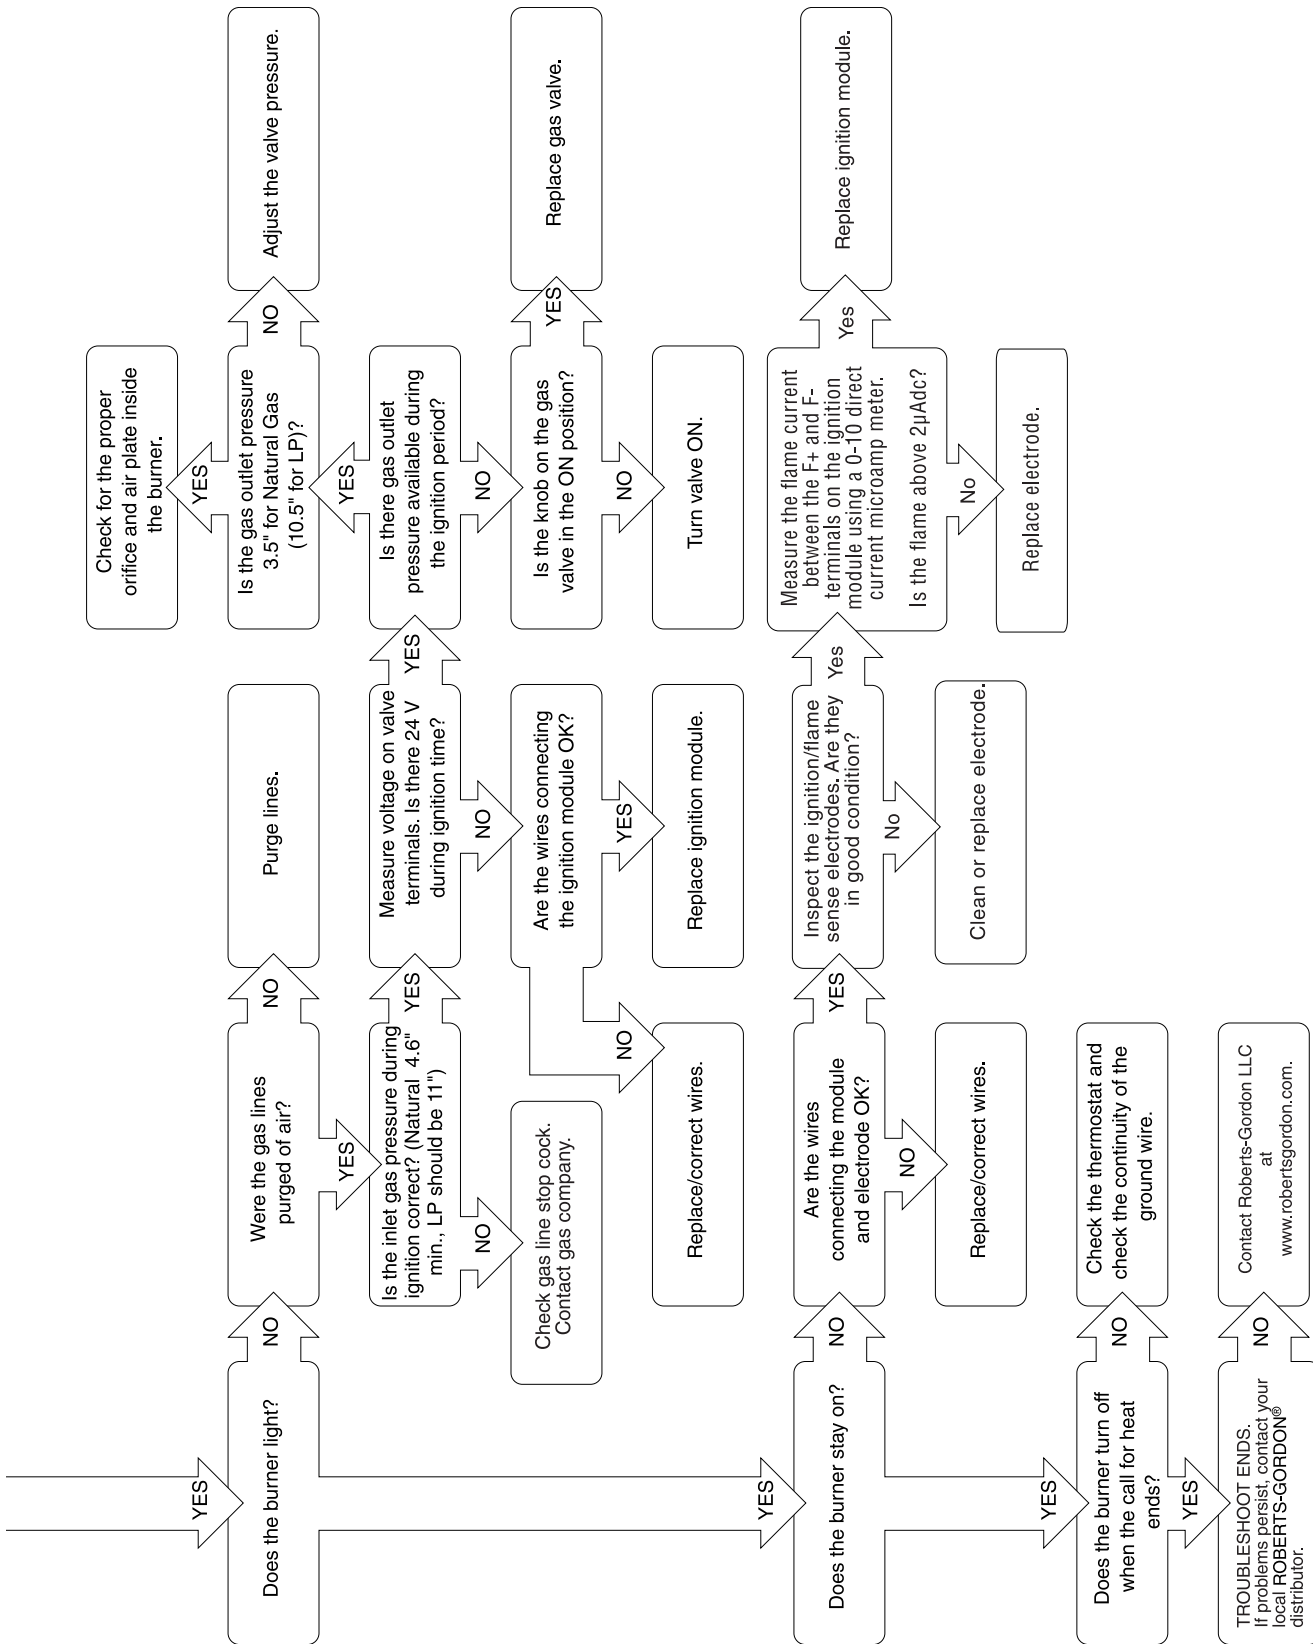 YES
Does the burner light?
NO
Were the gas lines
purged of air?
NO
Purge lines.
YES
Is the inlet gas pressure during
ignition correct? (Natural  4.6"
min., LP should be 11")
NO
Check gas line stop cock.
Contact gas company.
YES
Measure voltage on valve
terminals. Is there 24 V
during ignition time?
NO
Are the wires connecting
the ignition module OK?
NO
Replace/correct wires.
YES
Replace ignition module.
YES
Is there gas outlet
pressure available during
the ignition period?
YES
Is the gas outlet pressure
3.5" for Natural Gas
(10.5" for LP)?
YES
Check for the proper
orifice and air plate inside
the burner.
NO
Adjust the valve pressure.
NO
Is the knob on the gas
valve in the ON position?
YES
Replace gas valve.
NO
Turn valve ON.
YES
Does the burner stay on?
NO
Are the wires
connecting the module
and electrode OK?
NO
Replace/correct wires.
YES
Inspect the ignition/flame
sense electrodes. Are they
in good condition?
No
Clean or replace electrode.
Yes
Measure the flame current
between the F+ and F-
terminals on the ignition
module using a 0-10 direct
current microamp meter.
Is the flame above 2µAdc?
Yes
Replace ignition module.
No
Replace electrode.
YES
Does the burner turn off
when the call for heat
ends?
NO
Check the thermostat and
check the continuity of the
ground wire.
YES
TROUBLESHOOT ENDS.
If problems persist, contact your
local ROBERTS-GORDON®
distributor.
NO
Contact Roberts-Gordon LLC
at
www.robertsgordon.com.